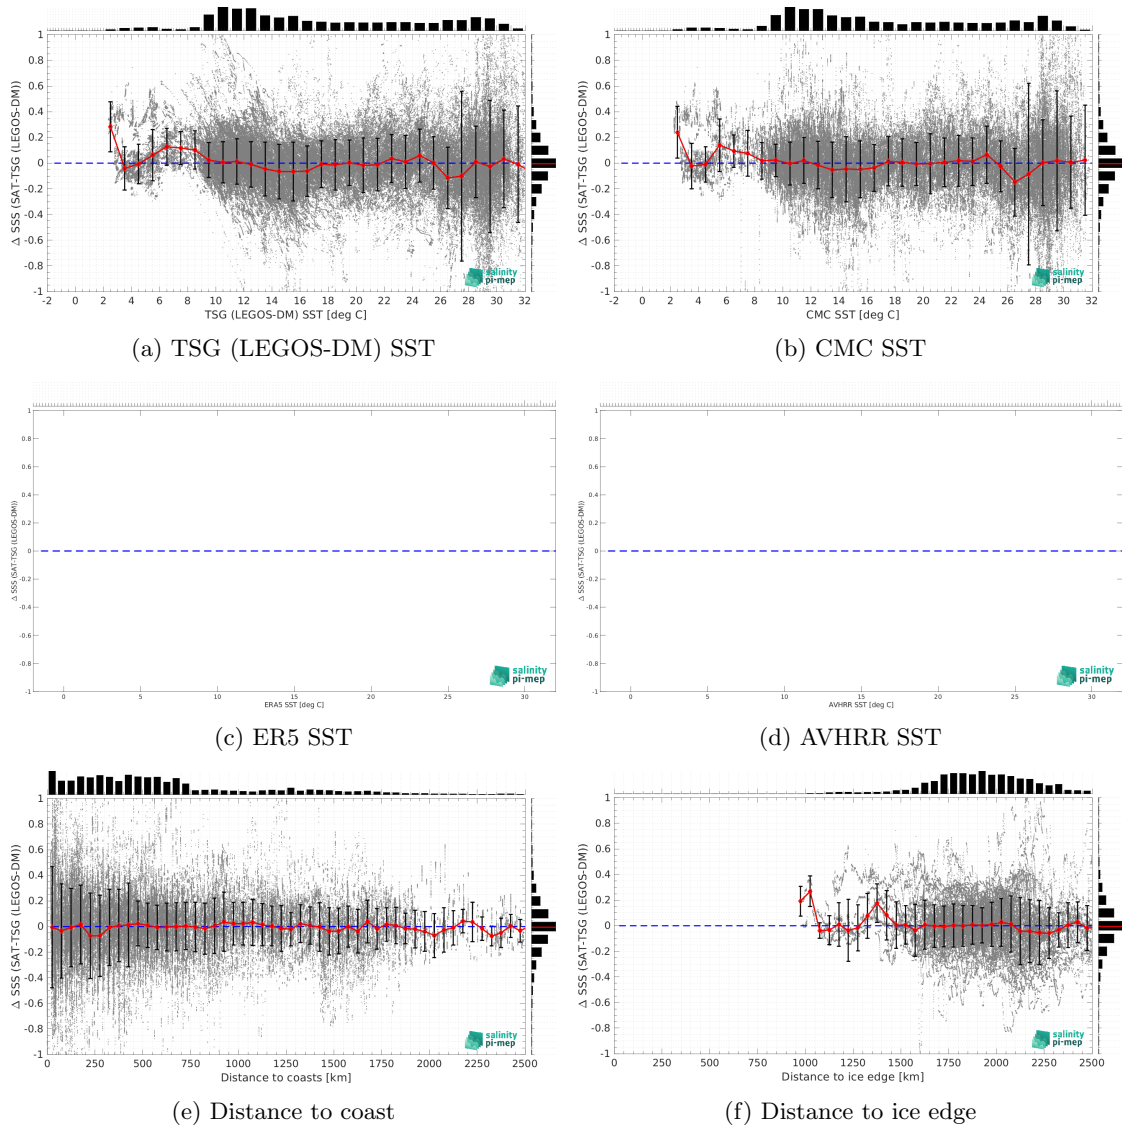 1
0.8
0.6
0.4
0.2
0
-0.2
-0.4
-0.6
-0.8
-1
Δ SSS (SAT-TSG (LEGOS-DM))
-2 0 2 4 6 8 10 12 14 16 18 20 22 24 26 28 30 32
TSG (LEGOS-DM) SST [deg C]
salinity
pi-mep
(a) TSG (LEGOS-DM) SST
1
0.8
0.6
0.4
0.2
0
-0.2
-0.4
-0.6
-0.8
-1
Δ SSS (SAT-TSG (LEGOS-DM))
-2 0 2 4 6 8 10 12 14 16 18 20 22 24 26 28 30 32
CMC SST [deg C]
salinity
pi-mep
(b) CMC SST
1
0.8
0.6
0.4
0.2
0
-0.2
-0.4
-0.6
-0.8
-1
Δ SSS (SAT-TSG (LEGOS-DM))
0 5 10 15 20 25 30
ERA5 SST [deg C]
salinity
pi-mep
(c) ER5 SST
1
0.8
0.6
0.4
0.2
0
-0.2
-0.4
-0.6
-0.8
-1
Δ SSS (SAT-TSG (LEGOS-DM))
0 5 10 15 20 25 30
AVHRR SST [deg C]
salinity
pi-mep
(d) AVHRR SST
1
0.8
0.6
0.4
0.2
0
-0.2
-0.4
-0.6
-0.8
-1
Δ SSS (SAT-TSG (LEGOS-DM))
0 250 500 750 1000 1250 1500 1750 2000 2250 2500
Distance to coasts [km]
salinity
pi-mep
(e) Distance to coast
1
0.8
0.6
0.4
0.2
0
-0.2
-0.4
-0.6
-0.8
-1
Δ SSS (SAT-TSG (LEGOS-DM))
0 250 500 750 1000 1250 1500 1750 2000 2250 2500
Distance to ice edge [km]
salinity
pi-mep
(f) Distance to ice edge